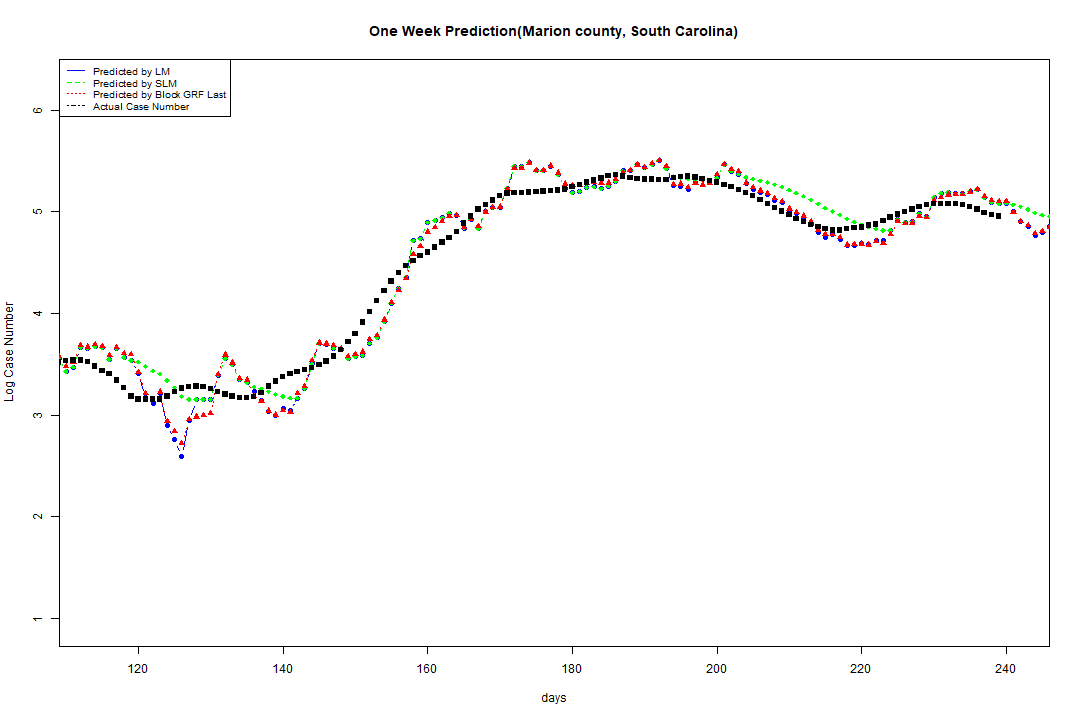 One Week Prediction(Marion county, South Carolina)
Predicted by LM
Predicted by SLM
Predicted by Block GRF Last
Actual Case Number
6
5
4
3
2
1
Log Case Number
120 140 160 180 200 220 240
days